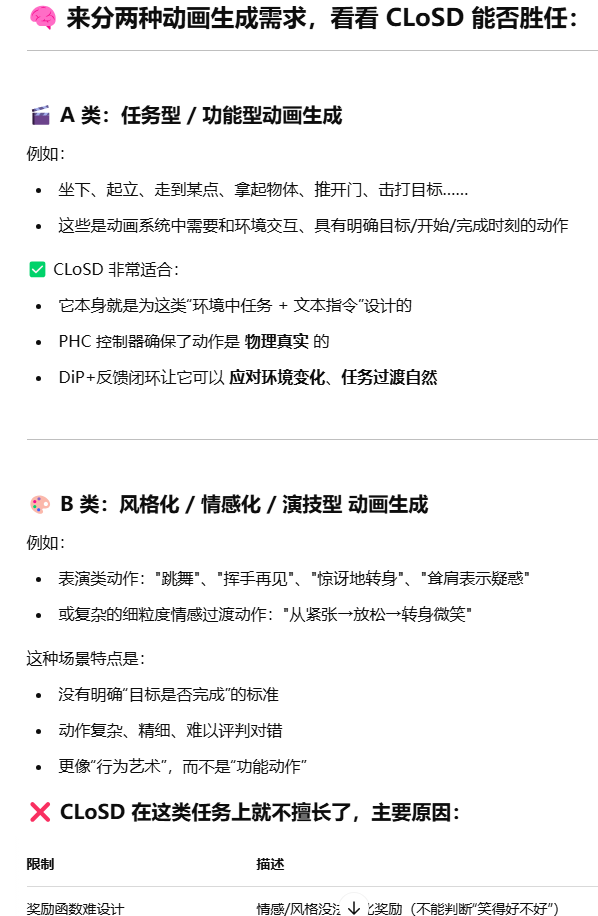 🧠 来分两种动画生成需求，看看 CLoSD 能否胜任：
🎬 A 类：任务型 / 功能型动画生成
例如：
• 坐下、起立、走到某点、拿起物体、推开门、击打目标……
• 这些是动画系统中需要和环境交互、具有明确目标/开始/完成时刻的动作
✅ CLoSD 非常适合：
• 它本身就是为这类“环境中任务 + 文本指令”设计的
• PHC 控制器确保了动作是 物理真实 的
• DiP+反馈闭环让它可以 应对环境变化、任务过渡自然
🎨 B 类：风格化 / 情感化 / 演技型 动画生成
例如：
• 表演类动作："跳舞"、"挥手再见"、"惊讶地转身"、"耸肩表示疑惑"
• 或复杂的细粒度情感过渡动作："从紧张→放松→转身微笑"
这种场景特点是：
• 没有明确“目标是否完成”的标准
• 动作复杂、精细、难以评判对错
• 更像“行为艺术”，而不是“功能动作”
❌ CLoSD 在这类任务上就不擅长了，主要原因：
限制 描述
奖励函数难设计 情感/风格没 化奖励（不能判断“笑得好不好”）